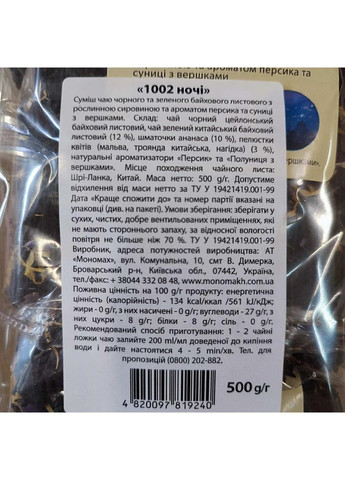 та ароматом персика та
суниці з вершками.
«1002 ночі»
Суміш чаю чорного та зеленого байхового листового з
рослинною сировиною та ароматом персика та суниці
з вершками. Склад: чай чорний цейлонський
байховий листовий, чай зелений китайський байховий
листовий (12 %), шматочки ананаса (10 %), пелюстки
квітів (мальва, троянда китайська, нагідка) (3 %),
натуральні ароматизатори «Персик» та «Полуниця з
вершками». Місце походження чайного листа:
Шрі-Ланка, Китай. Маса нетто - 500 г. Допустиме
відхилення від маси нетто за ТУ У 19421419.001-99
Дата «Краще спожити до» та номер партії вказані на
упаковці (див. на пакеті). Умови зберігання: зберігати у
сухих, чистих, добре вентильованих приміщеннях, які
не мають стороннього запаху, за відносної вологості
повітря не більше ніж 70 %. ТУ У 19421419.001-99
Виробник, адреса потужностей виробництва: АТ
«Мономах», вул. Комунальна, 10, смт В. Димерка,
Броварський р-н, Київська обл., 07442, Україна,
тел./факс: + 38044 332 08 48, www.monomakh.com.ua
Поживна цінність на 100 g/г продукту: енергетична
цінність (калорійність) - 134 kcal/ккал /561 kJ/кДж;
жири - 0 g/г, з них насичені - 0 g/г; вуглеводи - 27 g/г, з
них цукри - 8 g/г; білки - 8 g/г; сіль - 0 g/г.
Рекомендований спосіб приготування: 1 - 2 чайні
ложки чаю залийте 200 ml/мл доведеної до кипіння
води і дайте настоятися 4 - 5 min/хв. Тел. для
пропозицій (0800) 202-882.
вершками».
500 g/г
4 820097 819240